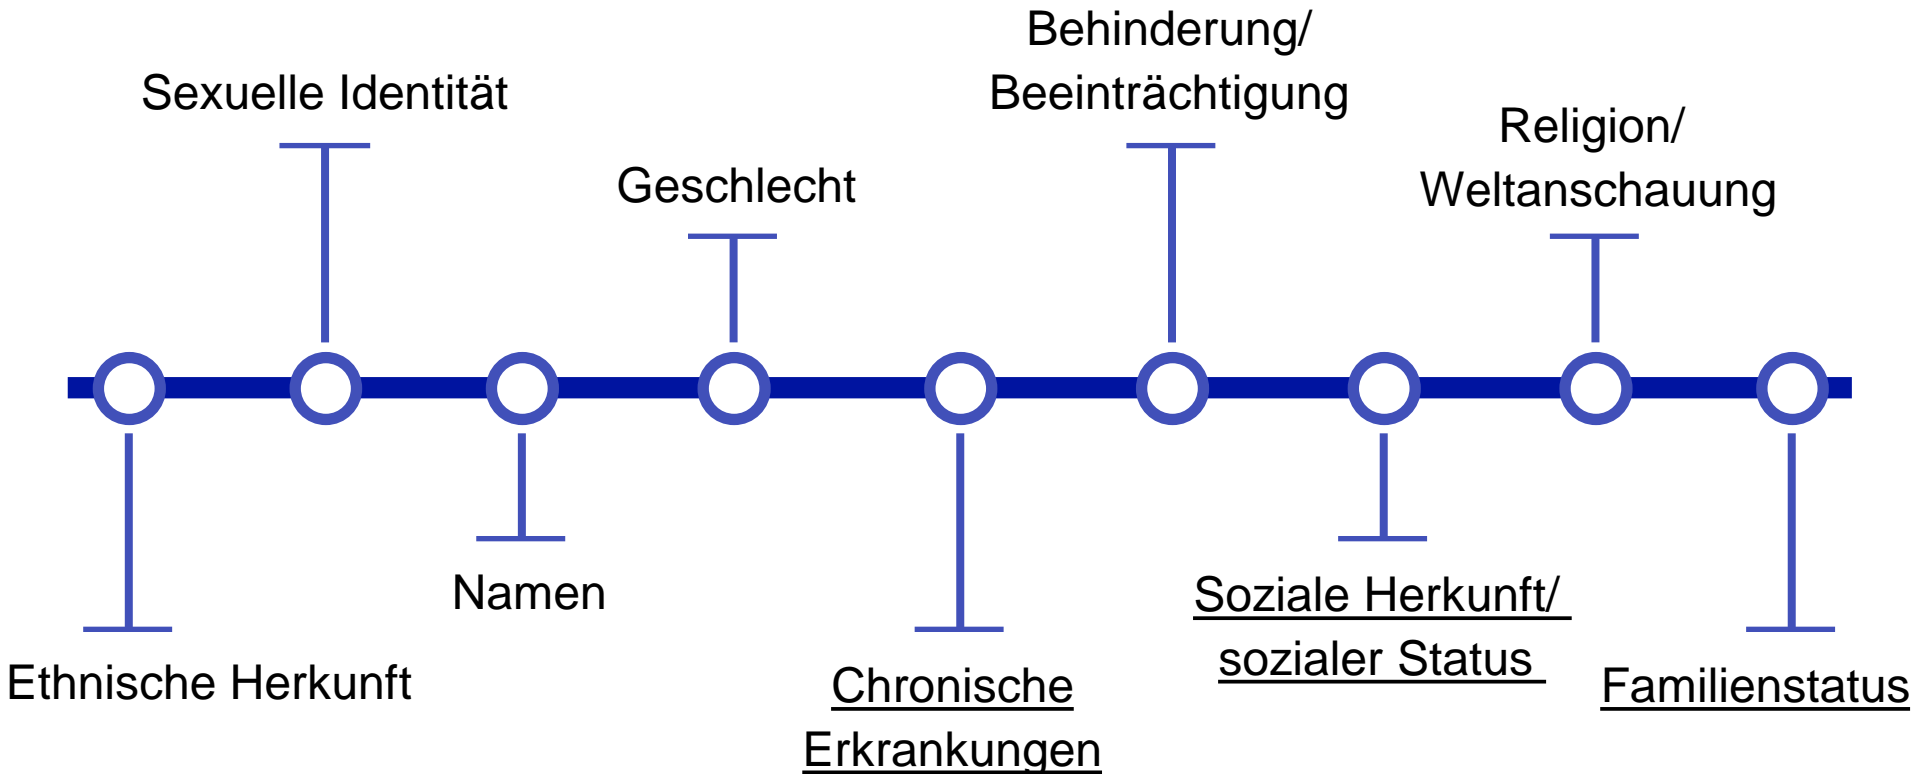 Behinderung/
Beeinträchtigung
Sexuelle Identität
Religion/
Weltanschauung
Geschlecht
Namen
Soziale Herkunft/
sozialer Status
Ethnische Herkunft
Chronische
Erkrankungen
Familienstatus